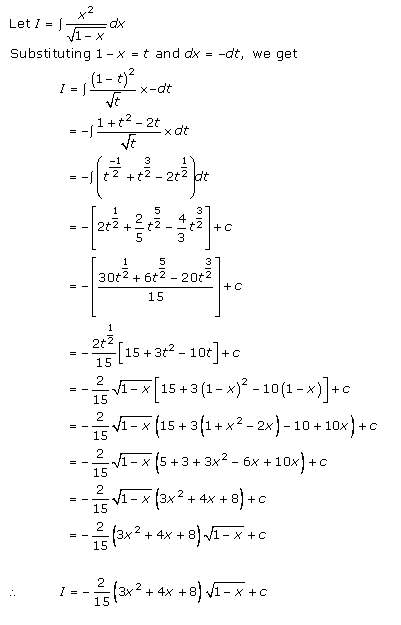 Let I = ∫ x²/√(1−x) dx
Substituting 1 − x = t and dx = −dt, we get
I = ∫ (1−t)²/√t × −dt
= −∫ (1+t²−2t)/√t × dt
= −∫ (t^(−1/2) + t^(3/2) − 2t^(1/2)) dt
= −[2t^(1/2) + (2/5)t^(5/2) − (4/3)t^(3/2)] + c
= −[(30t^(1/2) + 6t^(5/2) − 20t^(3/2))/15] + c
= −(2t^(1/2)/15)[15 + 3t² − 10t] + c
= −(2/15)√(1−x) [15 + 3(1−x)² − 10(1−x)] + c
= −(2/15)√(1−x) (15 + 3(1+x²−2x) − 10 + 10x) + c
= −(2/15)√(1−x) (5 + 3 + 3x² − 6x + 10x) + c
= −(2/15)√(1−x) (3x² + 4x + 8) + c
= −(2/15)(3x² + 4x + 8)√(1−x) + c
∴ I = −(2/15)(3x² + 4x + 8)√(1−x) + c